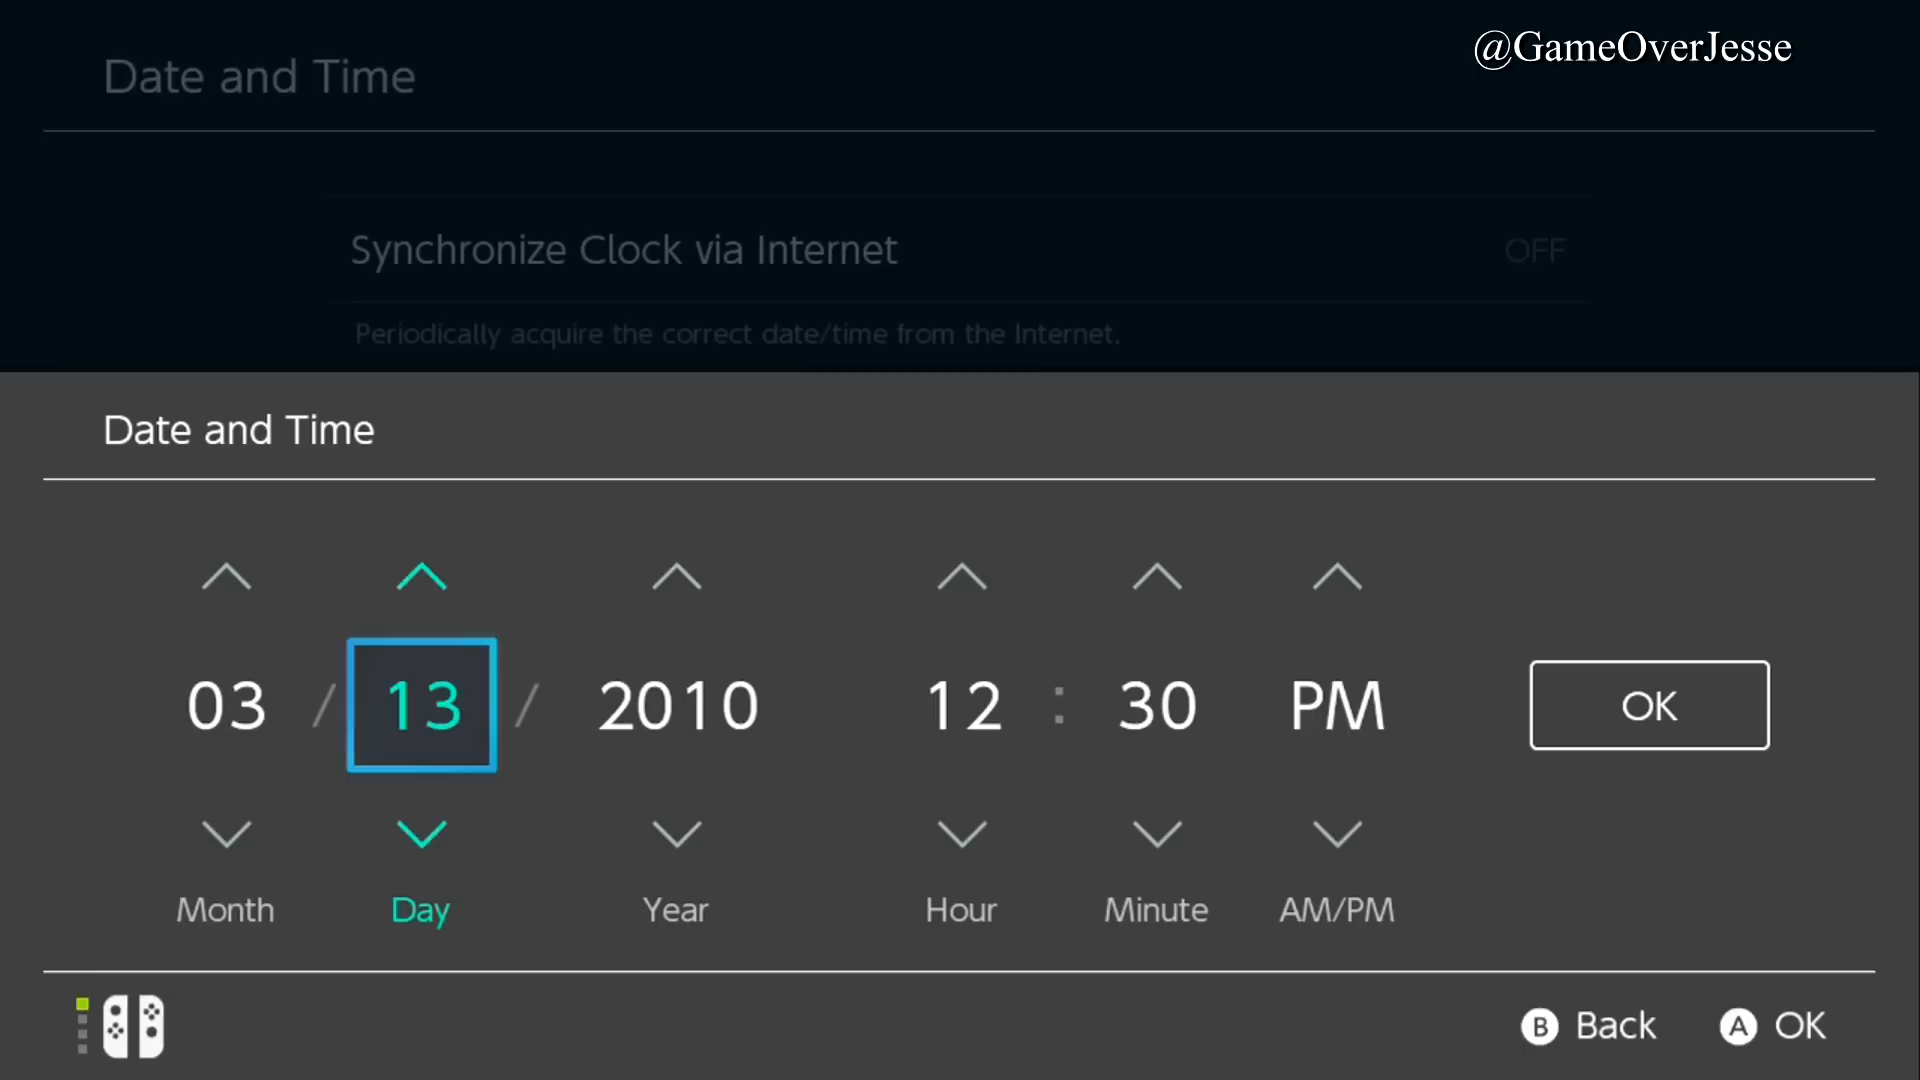 @GameOverJesse
Date and Time
Synchronize Clock via Internet OFF
Periodically acquire the correct date/time from the Internet.
Date and Time
03 / 13 / 2010 12 : 30 PM OK
Month Day Year Hour Minute AM/PM
B Back A OK